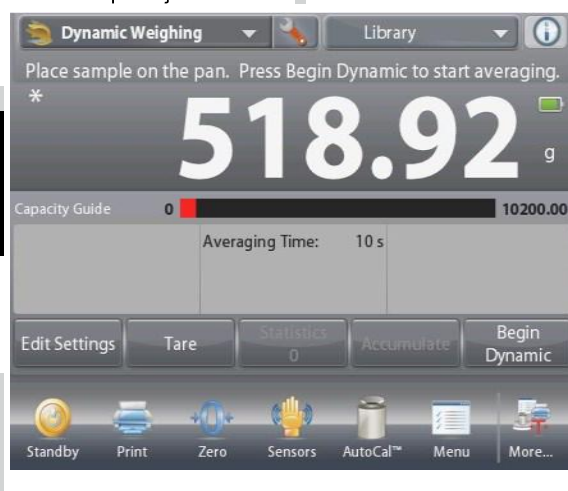 Dynamic Weighing
Library
Place sample on the pan. Press Begin Dynamic to start averaging.
*
518.92
g
Capacity Guide 0 10200.00
Averaging Time: 10 s
Edit Settings
Tare
Statistics
0
Accumulate
Begin
Dynamic
Standby
Print
Zero
Sensors
AutoCal™
Menu
More...